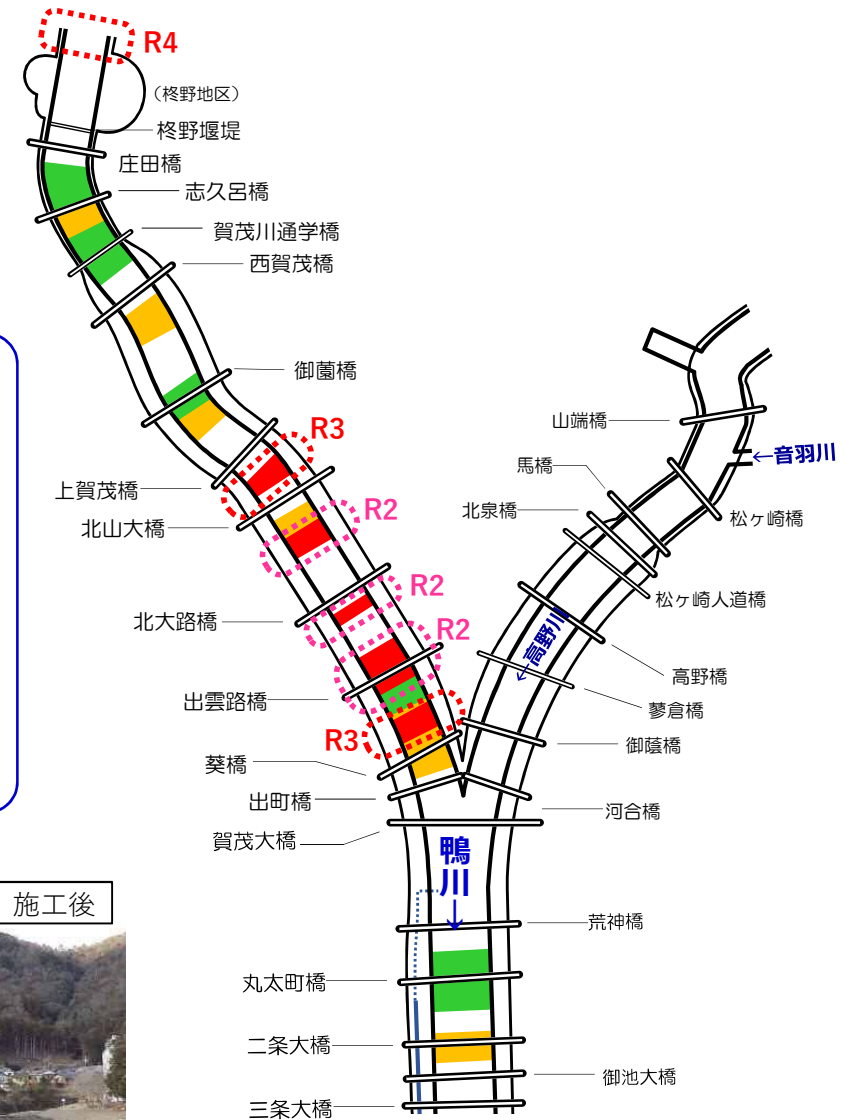 R4
（柊野地区）
柊野堰堤
庄田橋
志久呂橋
賀茂川通学橋
西賀茂橋
御薗橋
R3
上賀茂橋
北山大橋
R2
北大路橋
R2
R2
出雲路橋
R3
葵橋
出町橋
賀茂大橋
山端橋
←音羽川
馬橋
北泉橋
松ヶ崎橋
松ヶ崎人道橋
←高野川
高野橋
蓼倉橋
御蔭橋
河合橋
鴨川
↓
荒神橋
丸太町橋
二条大橋
御池大橋
三条大橋
施工後